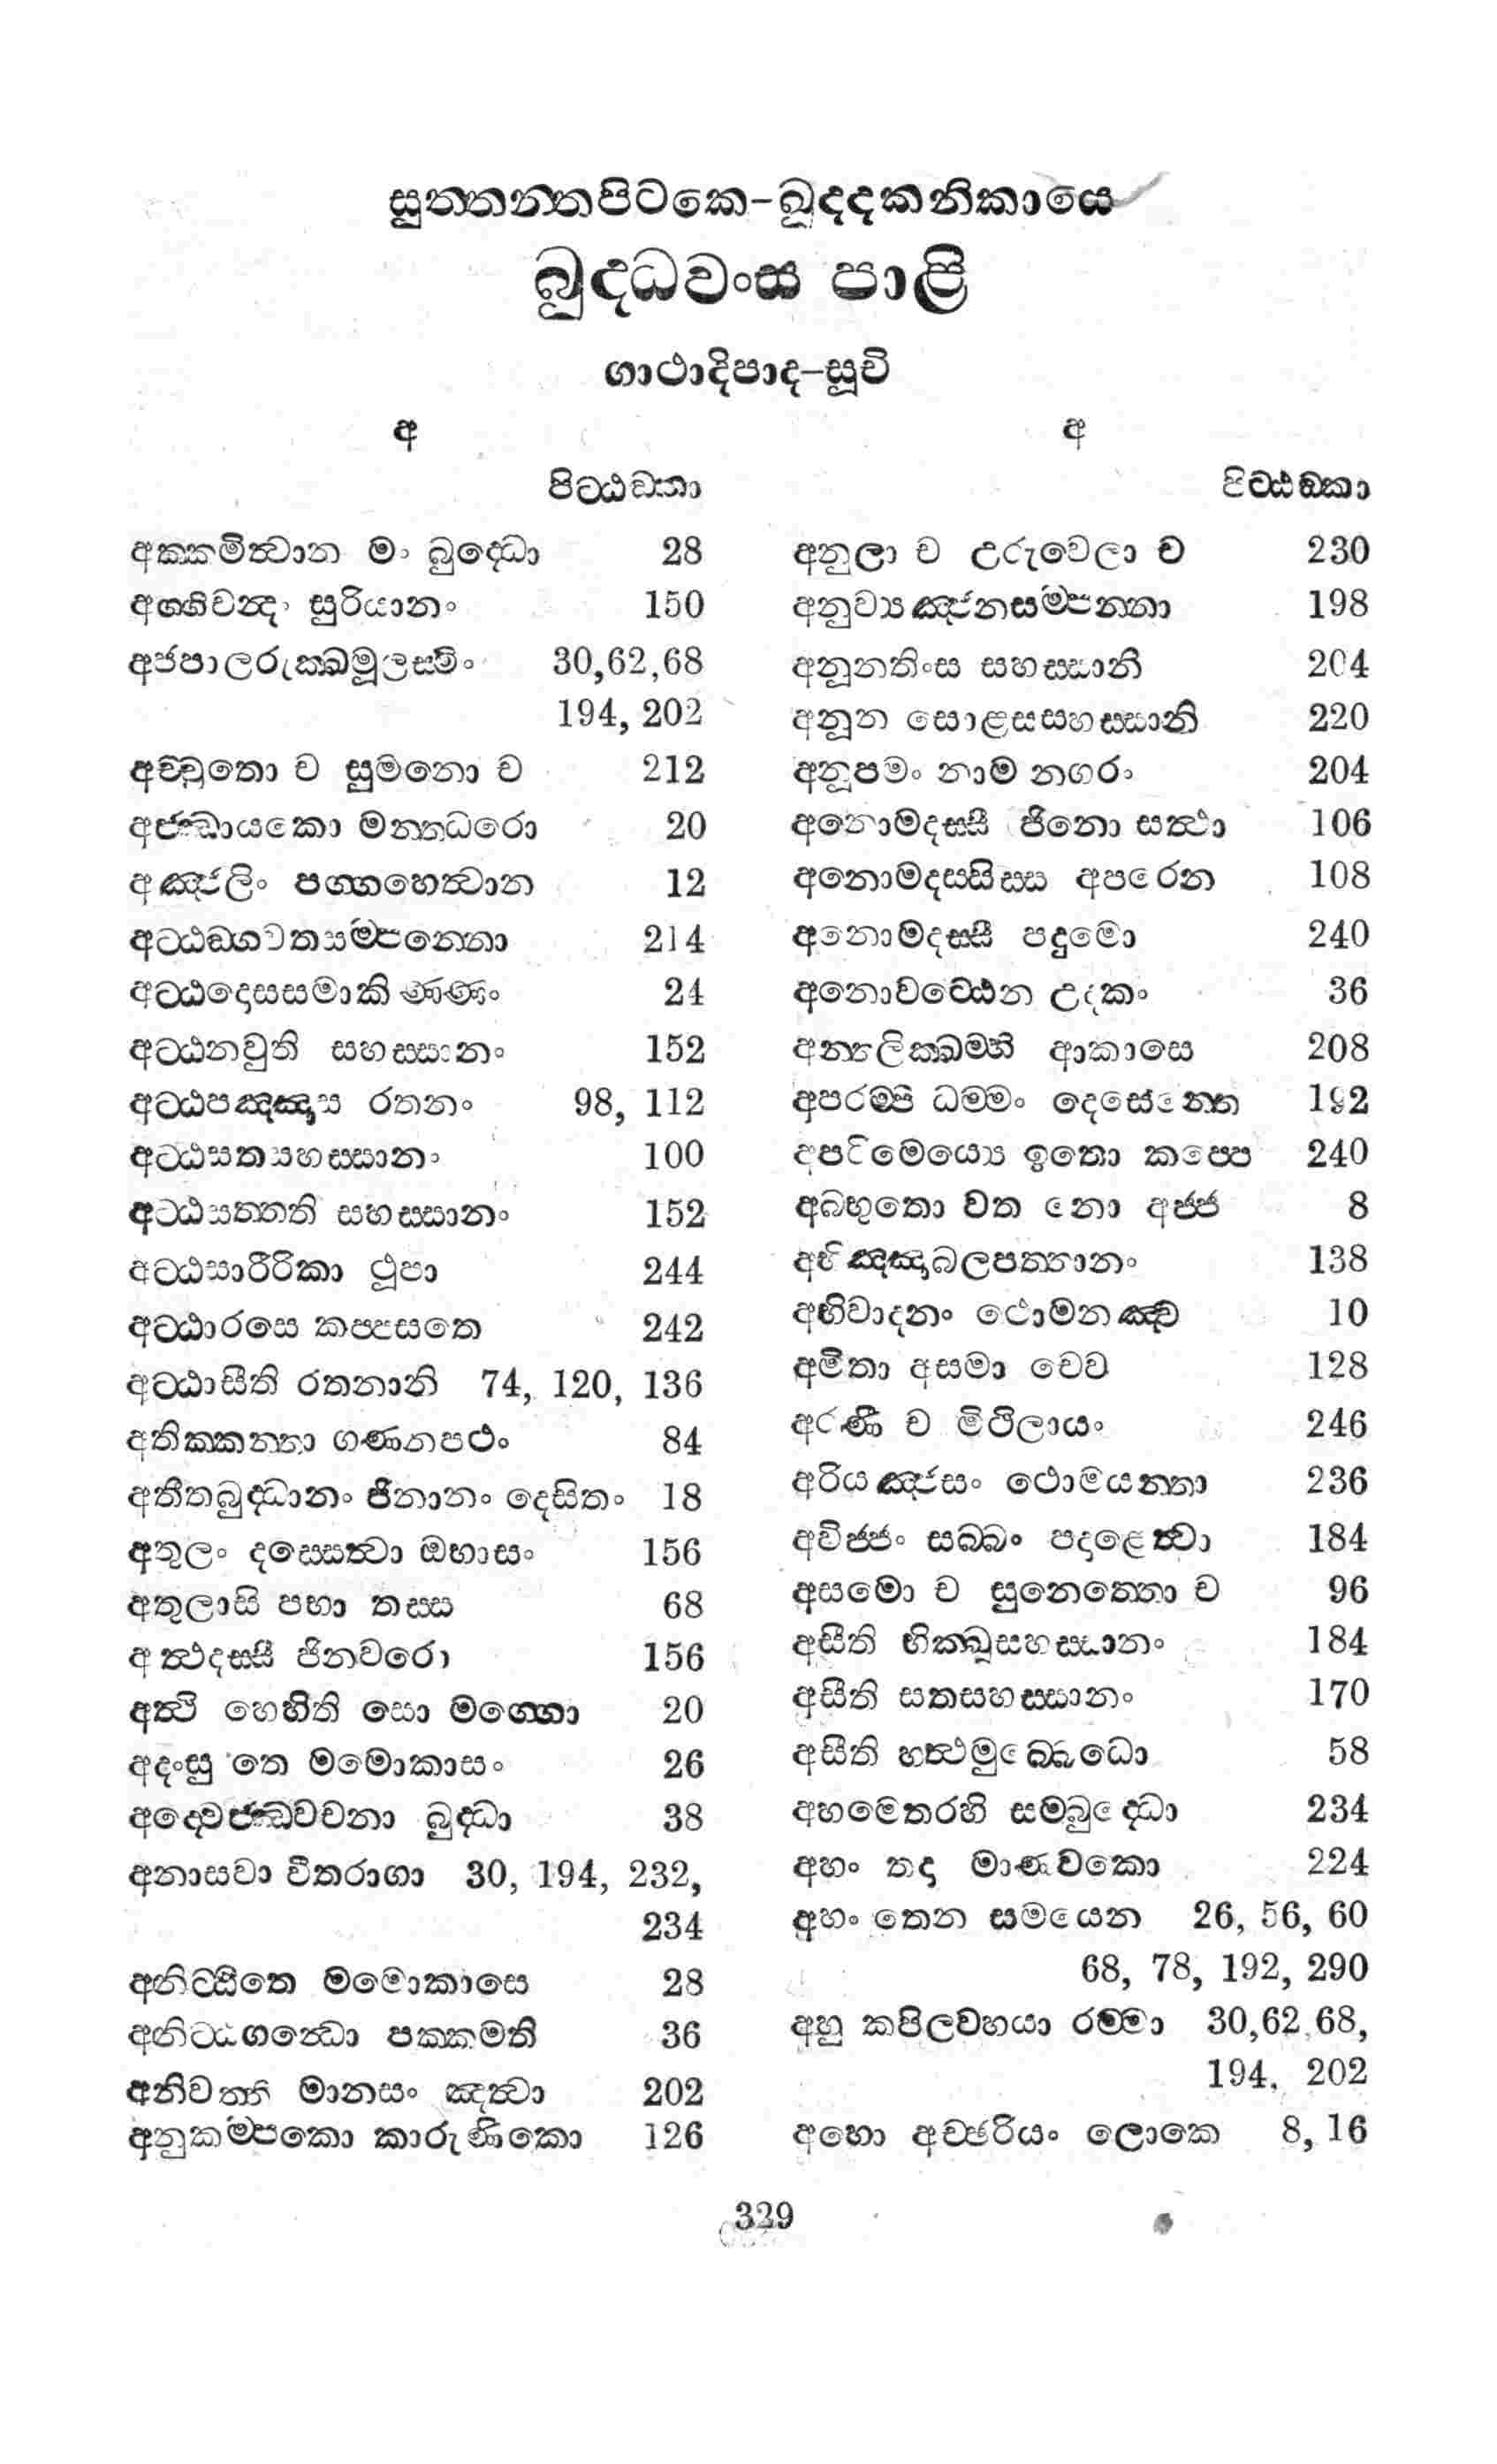 සුත්තන්තපිටකෙ-ඛුද්දකනිකායෙ
බුද්ධවංස පාළි
ගාථාදිපාද-සූචි
අ
පිට්ඨඞ්කා
අක්කමිත්වාන මං බුද්ධො 28
අග්ගිචන්ද සුරියානං 150
අජපාලරුක්ඛමූලස්මිං 30,62,68
194, 202
අච්චුතො ච සුමනො ච 212
අජ්ඣායකො මන්තධරො 20
අඤ්ජලිං පග්ගහෙත්වාන 12
අට්ඨඞ්ගවතසම්පන්නො 214
අට්ඨදොසසමාකිණ්ණං 24
අට්ඨනවුති සහස්සානං 152
අට්ඨපඤ්ඤාස රතනං 98, 112
අට්ඨසතසහස්සානං 100
අට්ඨසත්තති සහස්සානං 152
අට්ඨසාරීරිකා ථූපා 244
අට්ඨාරසෙ කප්පසතෙ 242
අට්ඨාසීති රතනානි 74, 120, 136
අතික්කන්තා ගණනපථං 84
අතීතබුද්ධානං ජිනානං දෙසිතං 18
අතුලං දස්සෙත්වා ඔභාසං 156
අතුලාසි පභා තස්ස 68
අත්ථදස්සී ජිනවරො 156
අත්ථි හෙහිති සො මග්ගො 20
අදංසු තෙ මමොකාසං 26
අද්වෙජ්ඣවචනා බුද්ධා 38
අනාසවා වීතරාගා 30, 194, 232,
234
අනිට්ඨිතෙ මමොකාසෙ 28
අනිට්ඨගන්ධො පක්කමති 36
අනිවත්ති මානසං ඤත්වා 202
අනුකම්පකො කාරුණිකො 126
අ
පිට්ඨඞ්කා
අනුලා ච උරුවෙලා ච 230
අනුව්‍යඤ්ජනසම්පන්නා 198
අනූනතිංස සහස්සානි 204
අනූන සොළසසහස්සානි 220
අනූපමං නාම නගරං 204
අනොමදස්සී ජිනො සත්ථා 106
අනොමදස්සිස්ස අපරෙන 108
අනොමදස්සී පදුමො 240
අනොවට්ඨෙන උදකං 36
අන්තලික්ඛම්හි ආකාසෙ 208
අපරම්පි ධම්මං දෙසෙන්තෙ 192
අපරිමෙය්‍යෙ ඉතො කප්පෙ 240
අබ්භුතො වත නො අජ්ජ 8
අභිඤ්ඤාබලපත්තානං 138
අභිවාදනං ථොමනඤ්ච 10
අමිතා අසමා චෙව 128
අරණී ච මිථිලායං 246
අරියඤ්ජසං ථොමයන්තා 236
අවිජ්ජං සබ්බං පදාළෙත්වා 184
අසමො ච සුනෙත්තො ච 96
අසීති භික්ඛුසහස්සානං 184
අසීති සතසහස්සානං 170
අසීති හත්ථමුබ්බෙධො 58
අහමෙතරහි සම්බුද්ධො 234
අහං තදා මාණවකො 224
අහං තෙන සමයෙන 26, 56, 60
68, 78, 192, 290
අහු කපිලව්හයා රම්මා 30,62,68,
194, 202
අහො අච්ඡරියං ලොකෙ 8, 16
329